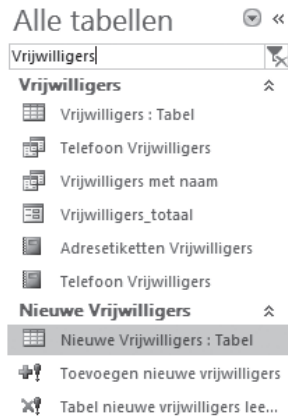 Alle tabellen
Vrijwilligers
Vrijwilligers
Vrijwilligers : Tabel
Telefoon Vrijwilligers
Vrijwilligers met naam
Vrijwilligers_totaal
Adresetiketten Vrijwilligers
Telefoon Vrijwilligers
Nieuwe Vrijwilligers
Nieuwe Vrijwilligers : Tabel
Toevoegen nieuwe vrijwilligers
Tabel nieuwe vrijwilligers lee...